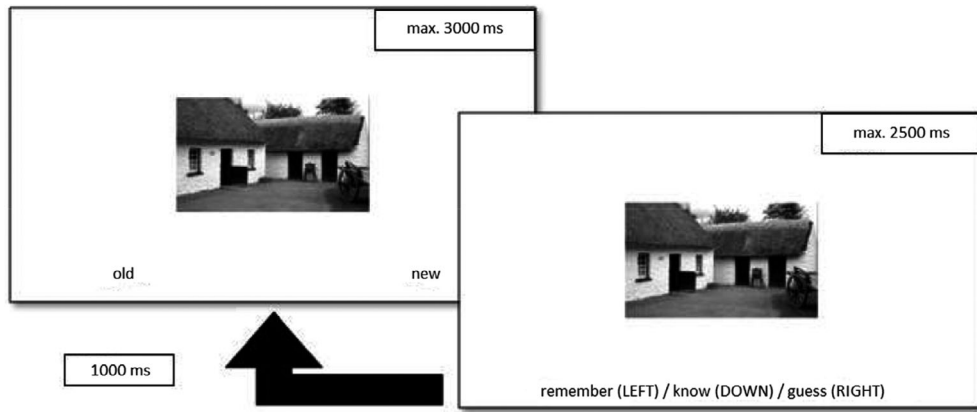 max. 3000 ms
old
new
max. 2500 ms
remember (LEFT) / know (DOWN) / guess (RIGHT)
1000 ms